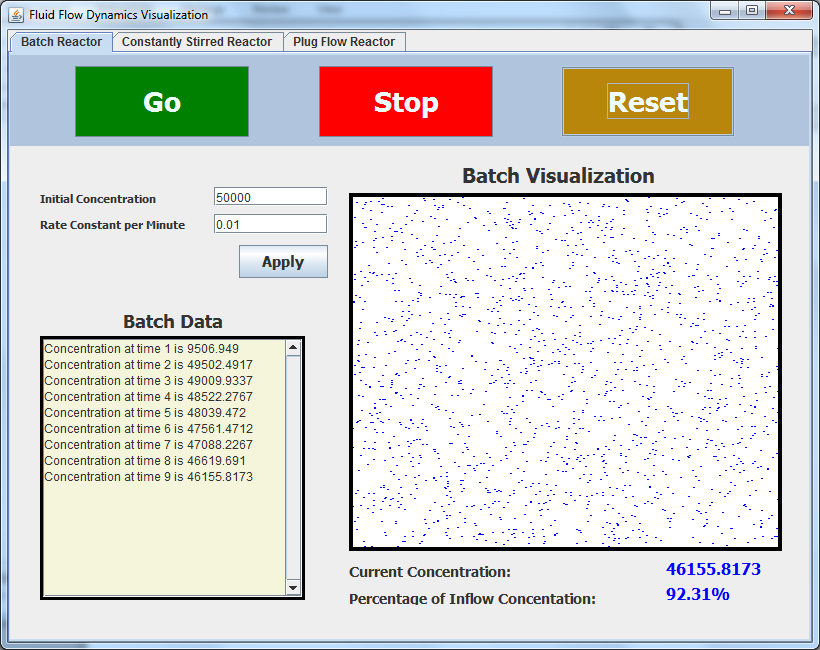 Fluid Flow Dynamics Visualization
Batch Reactor
Constantly Stirred Reactor
Plug Flow Reactor
Go
Stop
Reset
Initial Concentration
50000
Rate Constant per Minute
0.01
Apply
Batch Data
Concentration at time 1 is 9506.949
Concentration at time 2 is 49502.4917
Concentration at time 3 is 49009.9337
Concentration at time 4 is 48522.2767
Concentration at time 5 is 48039.472
Concentration at time 6 is 47561.4712
Concentration at time 7 is 47088.2267
Concentration at time 8 is 46619.691
Concentration at time 9 is 46155.8173
Batch Visualization
Current Concentration:
46155.8173
Percentage of Inflow Concentation:
92.31%